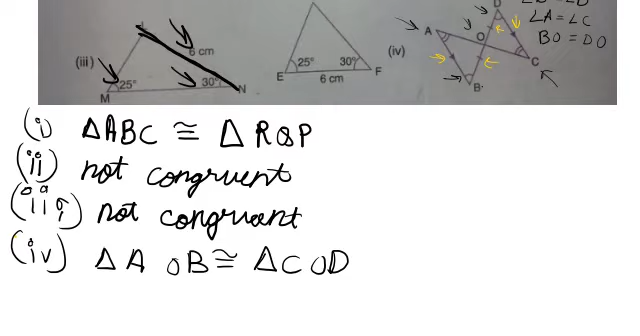 (iii)
6 cm
25°
30°
M
N
25°
30°
E
F
6 cm
(iv)
A
D
O
C
B
∠A = ∠C
BO = DO
(i) ΔABC ≅ ΔRQP
(ii) not congruent
(iii) not congruent
(iv) ΔAOB ≅ ΔCOD